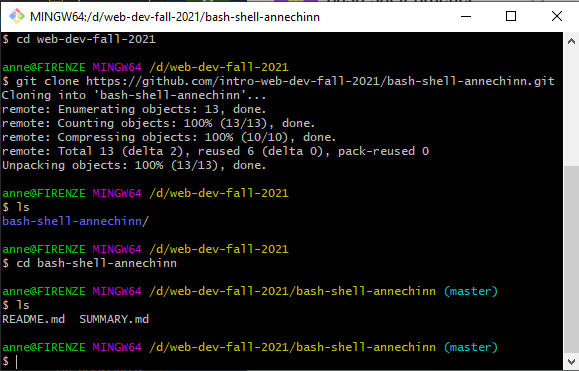 MINGW64:/d/web-dev-fall-2021/bash-shell-annechinn
$ cd web-dev-fall-2021
anne@FIRENZE MINGW64 /d/web-dev-fall-2021
$ git clone https://github.com/intro-web-dev-fall-2021/bash-shell-annechinn.git
Cloning into 'bash-shell-annechinn'...
remote: Enumerating objects: 13, done.
remote: Counting objects: 100% (13/13), done.
remote: Compressing objects: 100% (10/10), done.
remote: Total 13 (delta 2), reused 6 (delta 0), pack-reused 0
Unpacking objects: 100% (13/13), done.
anne@FIRENZE MINGW64 /d/web-dev-fall-2021
$ ls
bash-shell-annechinn/
anne@FIRENZE MINGW64 /d/web-dev-fall-2021
$ cd bash-shell-annechinn
anne@FIRENZE MINGW64 /d/web-dev-fall-2021/bash-shell-annechinn (master)
$ ls
README.md  SUMMARY.md
anne@FIRENZE MINGW64 /d/web-dev-fall-2021/bash-shell-annechinn (master)
$